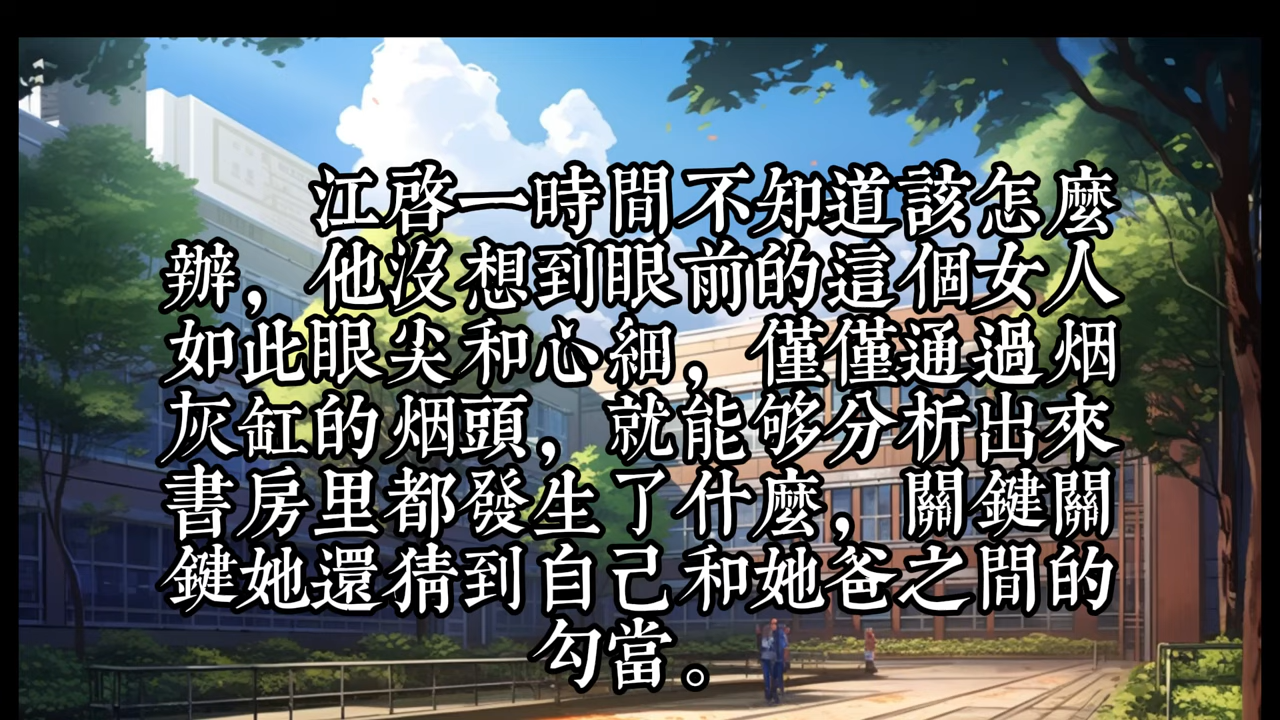 江啓一時間不知道該怎麼
辦，他沒想到眼前的這個女人
如此眼尖和心細，僅僅通過烟
灰缸的烟頭，就能够分析出來
書房里都發生了什麼，關鍵關
鍵她還猜到自己和她爸之間的
勾當。